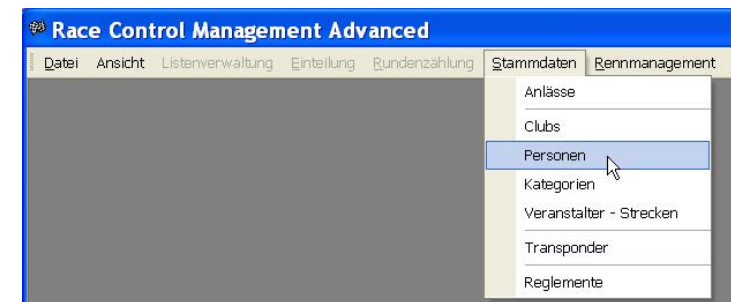 Race Control Management Advanced
Datei Ansicht Listenverwaltung Einteilung Rundenzählung Stammdaten Rennmanagement
Anlässe
Clubs
Personen
Kategorien
Veranstalter - Strecken
Transponder
Reglemente